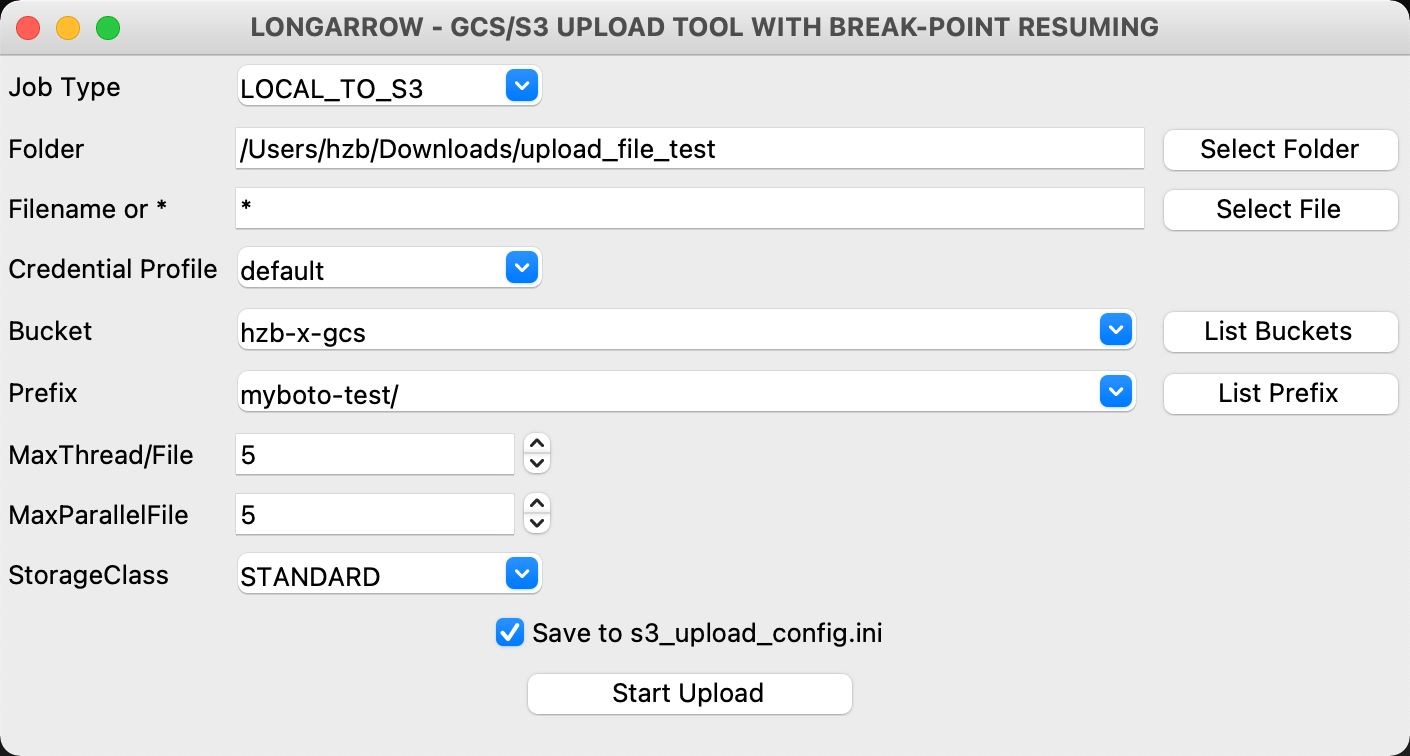 LONGARROW - GCS/S3 UPLOAD TOOL WITH BREAK-POINT RESUMING
Job Type LOCAL_TO_S3
Folder /Users/hzb/Downloads/upload_file_test Select Folder
Filename or * * Select File
Credential Profile default
Bucket hzb-x-gcs List Buckets
Prefix myboto-test/ List Prefix
MaxThread/File 5
MaxParallelFile 5
StorageClass STANDARD
Save to s3_upload_config.ini
Start Upload